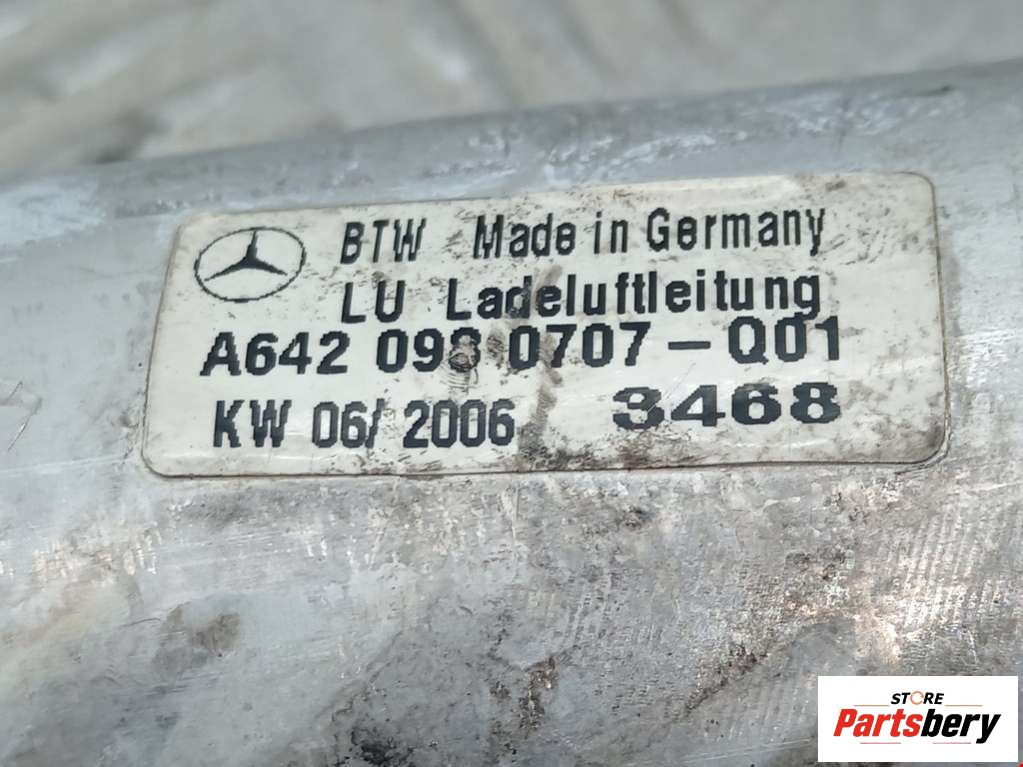 BTW Made in Germany
LU Ladeluftleitung
A642 098 0707-Q01
KW 06/2006 3468
STORE
Partsbery